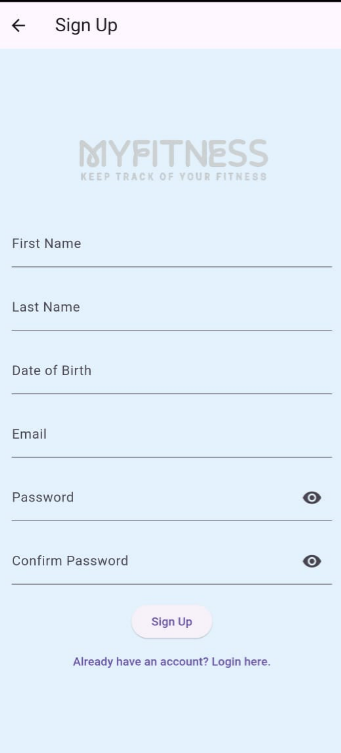 Sign Up
MYFITNESS
KEEP TRACK OF YOUR FITNESS
First Name
Last Name
Date of Birth
Email
Password
Confirm Password
Sign Up
Already have an account? Login here.